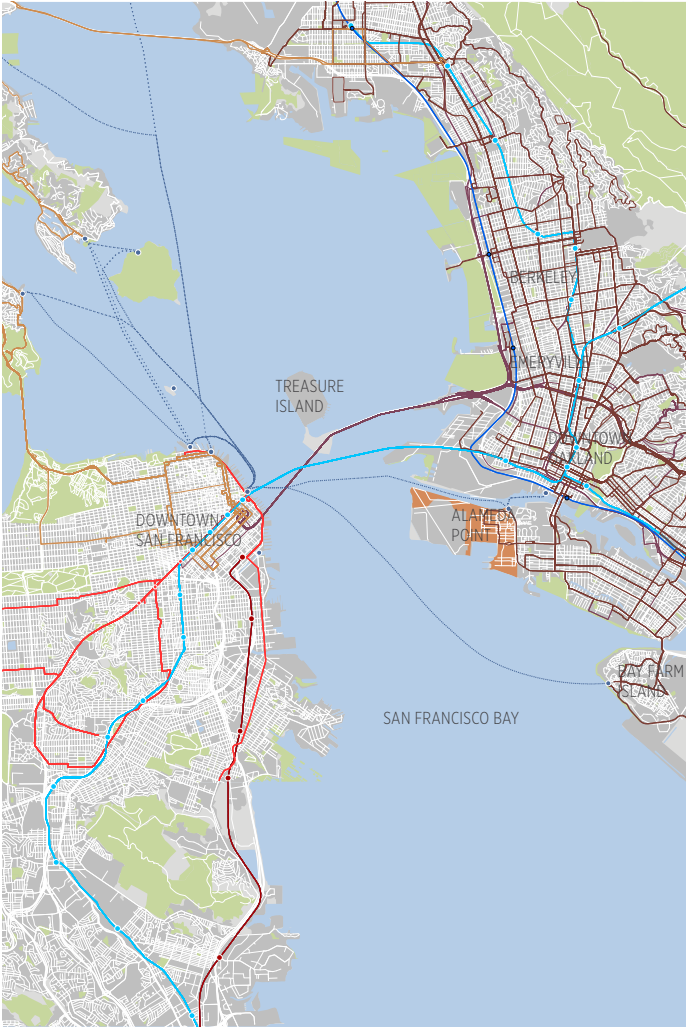 BERKELEY
EMERYVILLE
TREASURE
ISLAND
DOWNTOWN
OAKLAND
DOWNTOWN
SAN FRANCISCO
ALAMEDA
POINT
BAY FARM
ISLAND
SAN FRANCISCO BAY